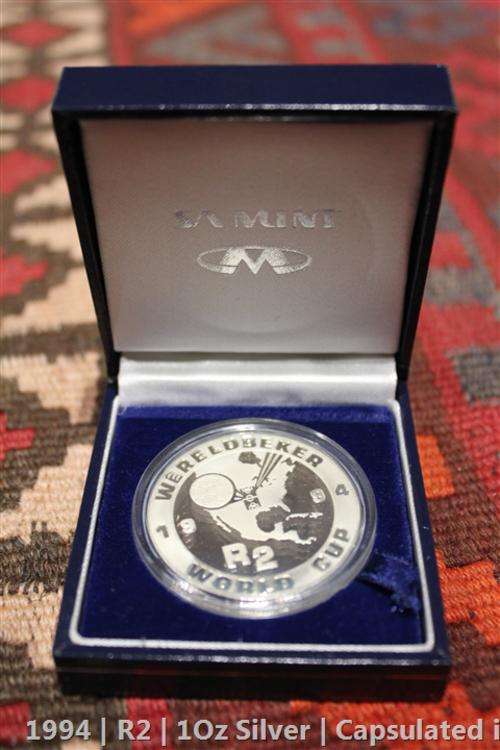 SA MINT
WERELDBEKER
1 9 9 4
R2
WORLD CUP
1994 | R2 | 1Oz Silver | Capsulated i